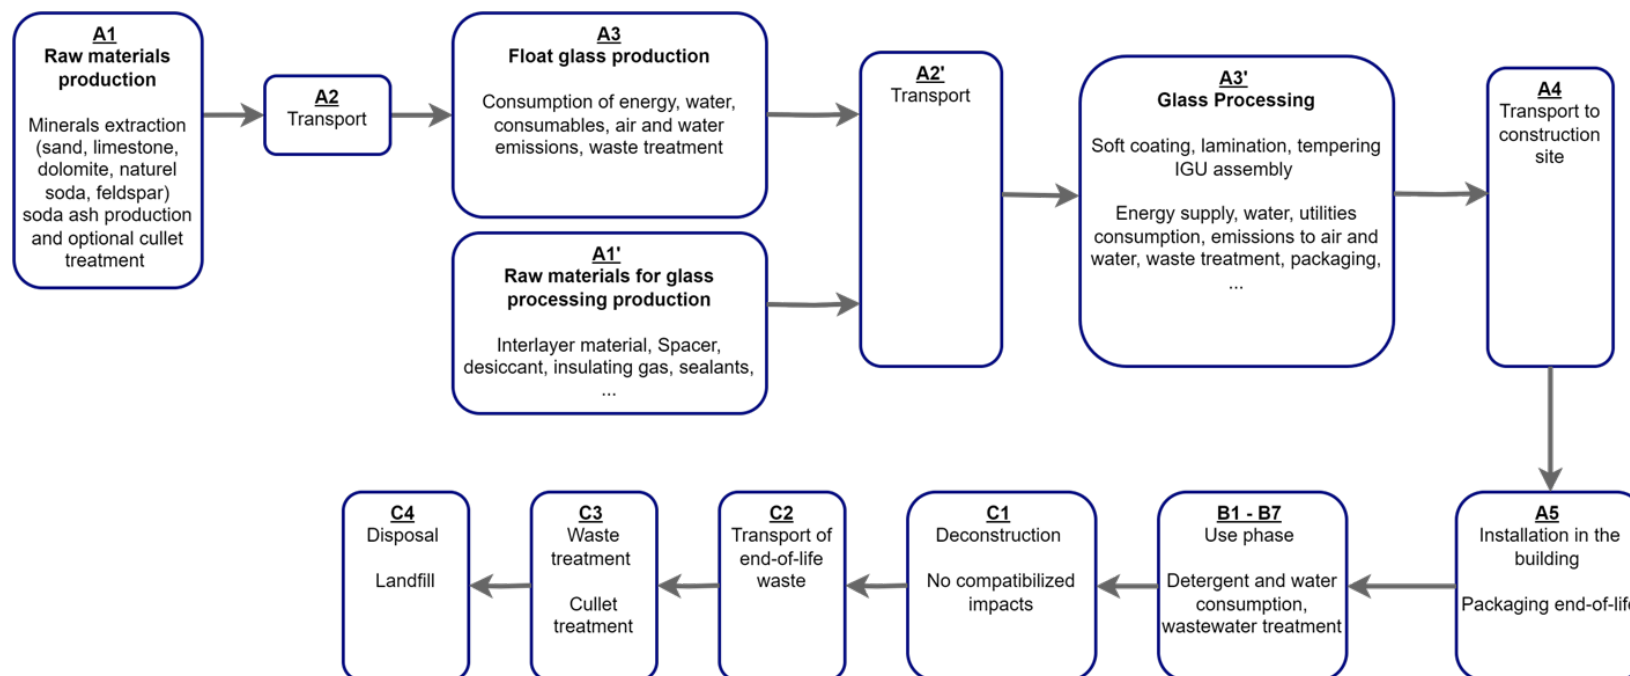 A1
Raw materials
production
Minerals extraction
(sand, limestone,
dolomite, naturel
soda, feldspar)
soda ash production
and optional cullet
treatment
A2
Transport
A3
Float glass production
Consumption of energy, water,
consumables, air and water
emissions, waste treatment
A1'
Raw materials for glass
processing production
Interlayer material, Spacer,
desiccant, insulating gas, sealants,
...
A2'
Transport
A3'
Glass Processing
Soft coating, lamination, tempering
IGU assembly
Energy supply, water, utilities
consumption, emissions to air and
water, waste treatment, packaging,
...
A4
Transport to
construction
site
A5
Installation in the
building
Packaging end-of-life
B1 - B7
Use phase
Detergent and water
consumption,
wastewater treatment
C1
Deconstruction
No compatibilized
impacts
C2
Transport of
end-of-life
waste
C3
Waste
treatment
Cullet
treatment
C4
Disposal
Landfill